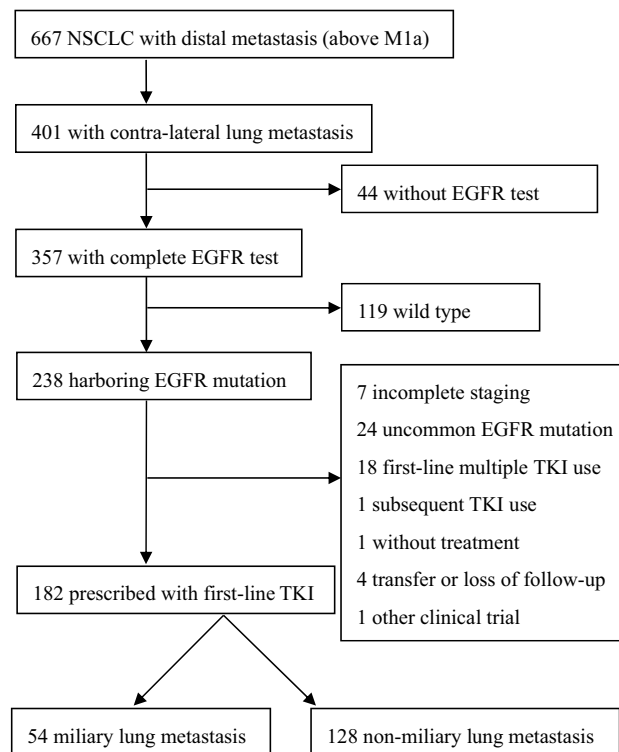 667 NSCLC with distal metastasis (above M1a)
401 with contra-lateral lung metastasis
44 without EGFR test
357 with complete EGFR test
119 wild type
238 harboring EGFR mutation
7 incomplete staging
24 uncommon EGFR mutation
18 first-line multiple TKI use
1 subsequent TKI use
1 without treatment
4 transfer or loss of follow-up
1 other clinical trial
182 prescribed with first-line TKI
54 miliary lung metastasis
128 non-miliary lung metastasis